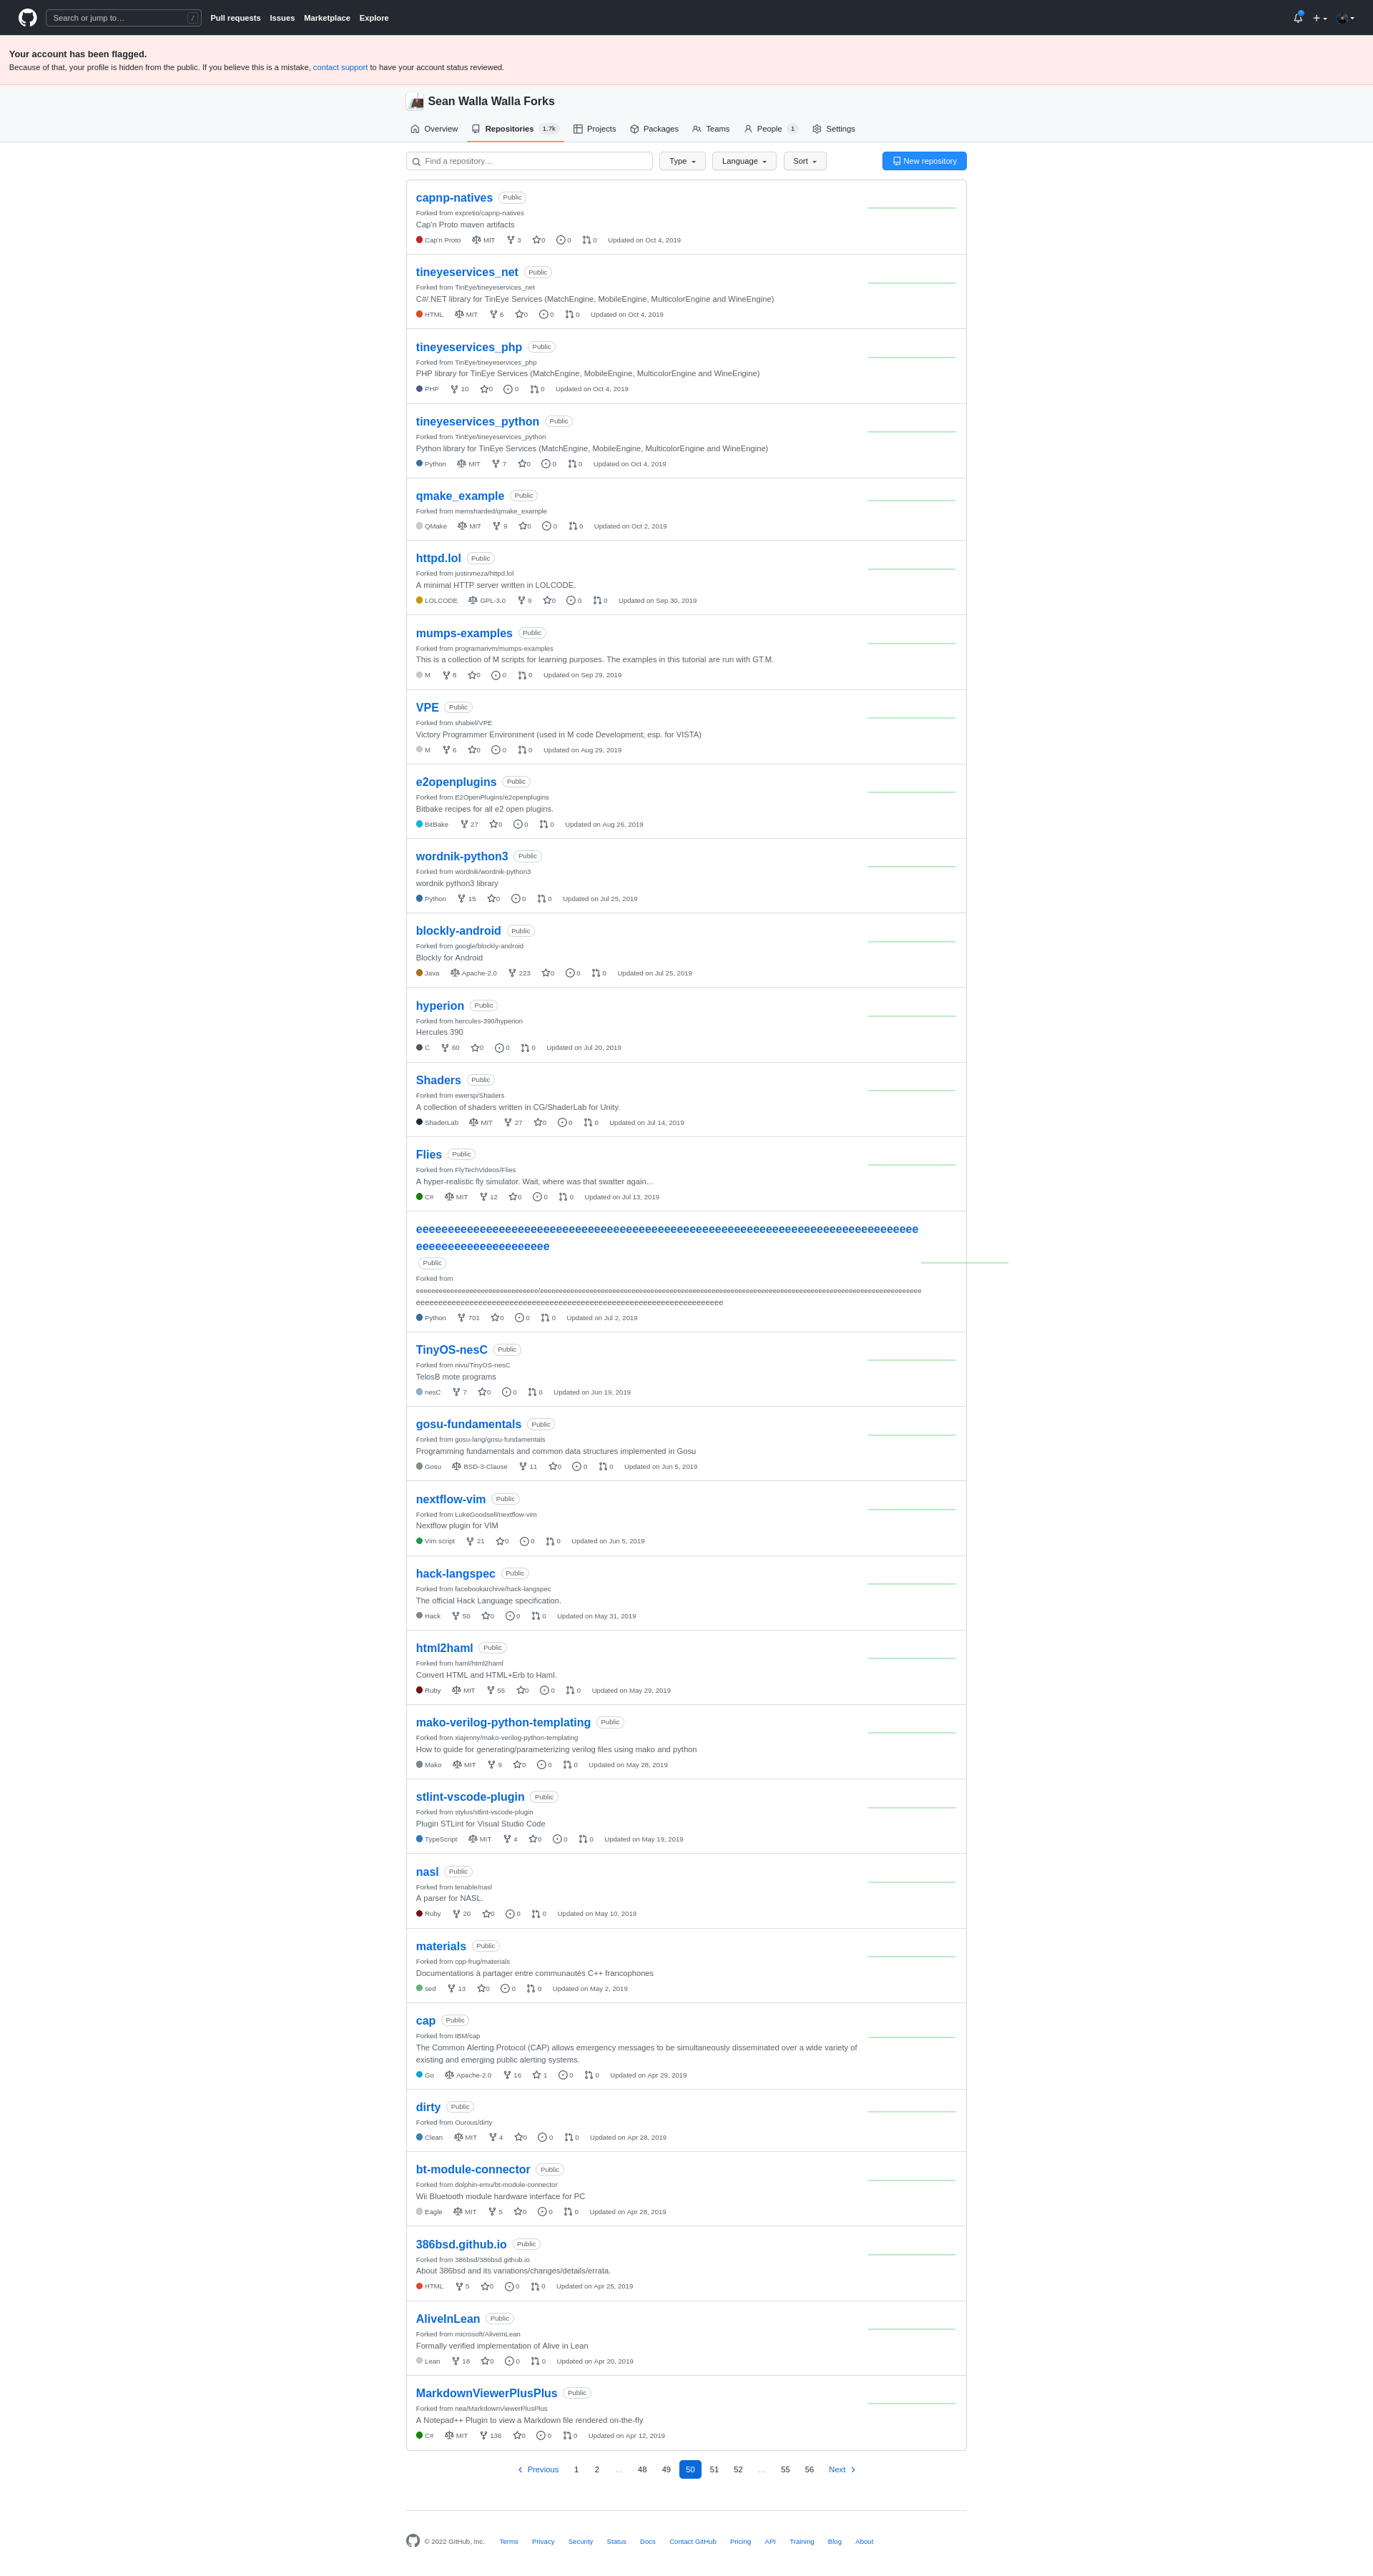 Search or jump to…
/
Pull requests
Issues
Marketplace
Explore
Your account has been flagged.
Because of that, your profile is hidden from the public. If you believe this is a mistake, contact support to have your account status reviewed.
Sean Walla Walla Forks
Overview
Repositories 1.7k
Projects
Packages
Teams
People 1
Settings
Find a repository…
Type
Language
Sort
New repository
capnp-natives Public
Forked from expretio/capnp-natives
Cap'n Proto maven artifacts
Cap'n Proto MIT 3 0 0 0 Updated on Oct 4, 2019
tineyeservices_net Public
Forked from TinEye/tineyeservices_net
C#/.NET library for TinEye Services (MatchEngine, MobileEngine, MulticolorEngine and WineEngine)
HTML MIT 6 0 0 0 Updated on Oct 4, 2019
tineyeservices_php Public
Forked from TinEye/tineyeservices_php
PHP library for TinEye Services (MatchEngine, MobileEngine, MulticolorEngine and WineEngine)
PHP 10 0 0 0 Updated on Oct 4, 2019
tineyeservices_python Public
Forked from TinEye/tineyeservices_python
Python library for TinEye Services (MatchEngine, MobileEngine, MulticolorEngine and WineEngine)
Python MIT 7 0 0 0 Updated on Oct 4, 2019
qmake_example Public
Forked from memsharded/qmake_example
QMake MIT 9 0 0 0 Updated on Oct 2, 2019
httpd.lol Public
Forked from justinmeza/httpd.lol
A minimal HTTP server written in LOLCODE.
LOLCODE GPL-3.0 9 0 0 0 Updated on Sep 30, 2019
mumps-examples Public
Forked from programarivm/mumps-examples
This is a collection of M scripts for learning purposes. The examples in this tutorial are run with GT.M.
M 8 0 0 0 Updated on Sep 29, 2019
VPE Public
Forked from shabiel/VPE
Victory Programmer Environment (used in M code Development; esp. for VISTA)
M 6 0 0 0 Updated on Aug 29, 2019
e2openplugins Public
Forked from E2OpenPlugins/e2openplugins
Bitbake recipes for all e2 open plugins.
BitBake 27 0 0 0 Updated on Aug 26, 2019
wordnik-python3 Public
Forked from wordnik/wordnik-python3
wordnik python3 library
Python 15 0 0 0 Updated on Jul 25, 2019
blockly-android Public
Forked from google/blockly-android
Blockly for Android
Java Apache-2.0 223 0 0 0 Updated on Jul 25, 2019
hyperion Public
Forked from hercules-390/hyperion
Hercules 390
C 60 0 0 0 Updated on Jul 20, 2019
Shaders Public
Forked from ewersp/Shaders
A collection of shaders written in CG/ShaderLab for Unity.
ShaderLab MIT 27 0 0 0 Updated on Jul 14, 2019
Flies Public
Forked from FlyTechVideos/Flies
A hyper-realistic fly simulator. Wait, where was that swatter again...
C# MIT 12 0 0 0 Updated on Jul 13, 2019
eeeeeeeeeeeeeeeeeeeeeeeeeeeeeeeeeeeeeeeeeeeeeeeeeeeeeeeeeeeeeeeeeeeeeeeeeeeeeee
eeeeeeeeeeeeeeeeeeeee
Public
Forked from
eeeeeeeeeeeeeeeeeeeeeeeeeeeeeeee/eeeeeeeeeeeeeeeeeeeeeeeeeeeeeeeeeeeeeeeeeeeeeeeeeeeeeeeeeeeeeeeeeeeeeeeeeeeeeeeeeeeeeeeeeeeeeeeeeeee
eeeeeeeeeeeeeeeeeeeeeeeeeeeeeeeeeeeeeeeeeeeeeeeeeeeeeeeeeeeeeeeeeeee
Python 701 0 0 0 Updated on Jul 2, 2019
TinyOS-nesC Public
Forked from nivu/TinyOS-nesC
TelosB mote programs
nesC 7 0 0 0 Updated on Jun 19, 2019
gosu-fundamentals Public
Forked from gosu-lang/gosu-fundamentals
Programming fundamentals and common data structures implemented in Gosu
Gosu BSD-3-Clause 11 0 0 0 Updated on Jun 5, 2019
nextflow-vim Public
Forked from LukeGoodsell/nextflow-vim
Nextflow plugin for VIM
Vim script 21 0 0 0 Updated on Jun 5, 2019
hack-langspec Public
Forked from facebookarchive/hack-langspec
The official Hack Language specification.
Hack 50 0 0 0 Updated on May 31, 2019
html2haml Public
Forked from haml/html2haml
Convert HTML and HTML+Erb to Haml.
Ruby MIT 55 0 0 0 Updated on May 29, 2019
mako-verilog-python-templating Public
Forked from xiajenny/mako-verilog-python-templating
How to guide for generating/parameterizing verilog files using mako and python
Mako MIT 9 0 0 0 Updated on May 28, 2019
stlint-vscode-plugin Public
Forked from stylus/stlint-vscode-plugin
Plugin STLint for Visual Studio Code
TypeScript MIT 4 0 0 0 Updated on May 19, 2019
nasl Public
Forked from tenable/nasl
A parser for NASL.
Ruby 20 0 0 0 Updated on May 10, 2019
materials Public
Forked from cpp-frug/materials
Documentations à partager entre communautés C++ francophones
sed 13 0 0 0 Updated on May 2, 2019
cap Public
Forked from IBM/cap
The Common Alerting Protocol (CAP) allows emergency messages to be simultaneously disseminated over a wide variety of
existing and emerging public alerting systems.
Go Apache-2.0 16 1 0 0 Updated on Apr 29, 2019
dirty Public
Forked from Ourous/dirty
Clean MIT 4 0 0 0 Updated on Apr 28, 2019
bt-module-connector Public
Forked from dolphin-emu/bt-module-connector
Wii Bluetooth module hardware interface for PC
Eagle MIT 5 0 0 0 Updated on Apr 28, 2019
386bsd.github.io Public
Forked from 386bsd/386bsd.github.io
About 386bsd and its variations/changes/details/errata.
HTML 5 0 0 0 Updated on Apr 25, 2019
AliveInLean Public
Forked from microsoft/AliveInLean
Formally verified implementation of Alive in Lean
Lean 18 0 0 0 Updated on Apr 20, 2019
MarkdownViewerPlusPlus Public
Forked from nea/MarkdownViewerPlusPlus
A Notepad++ Plugin to view a Markdown file rendered on-the-fly
C# MIT 136 0 0 0 Updated on Apr 12, 2019
Previous 1 2 … 48 49 50 51 52 … 55 56 Next
© 2022 GitHub, Inc. Terms Privacy Security Status Docs Contact GitHub Pricing API Training Blog About